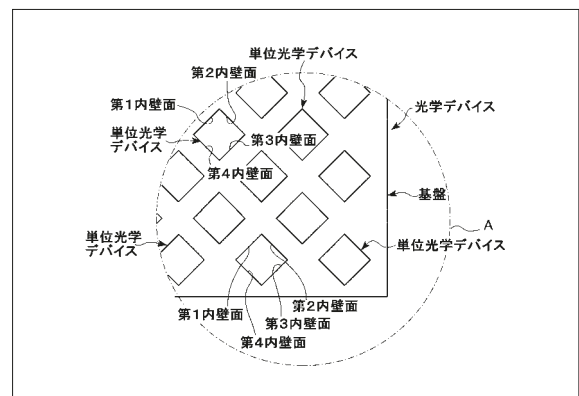 単位光学デバイス
第2内壁面
第1内壁面
光学デバイス
単位光学
デバイス
第3内壁面
第4内壁面
基盤
A
単位光学
デバイス
単位光学デバイス
第1内壁面
第2内壁面
第3内壁面
第4内壁面